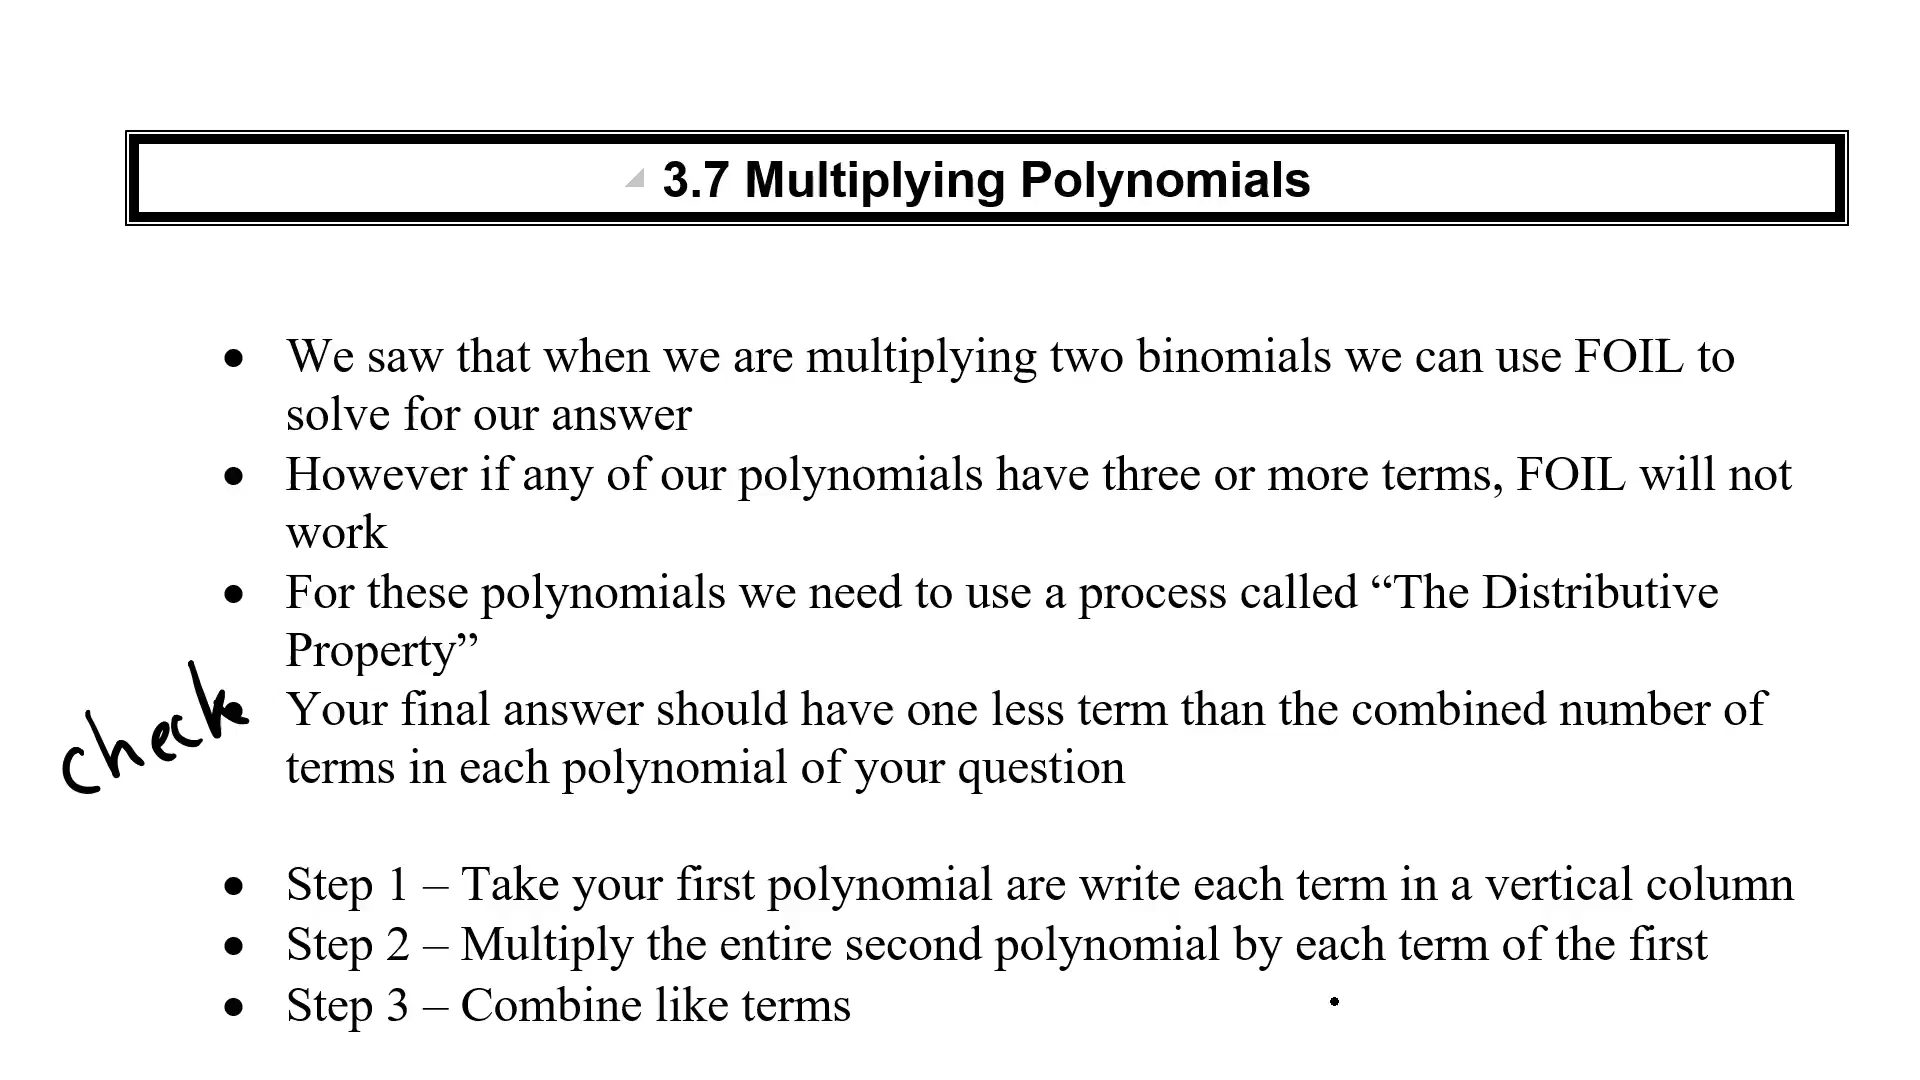 3.7 Multiplying Polynomials
• We saw that when we are multiplying two binomials we can use FOIL to
solve for our answer
• However if any of our polynomials have three or more terms, FOIL will not
work
• For these polynomials we need to use a process called “The Distributive
Property”
check
• Your final answer should have one less term than the combined number of
terms in each polynomial of your question
• Step 1 – Take your first polynomial are write each term in a vertical column
• Step 2 – Multiply the entire second polynomial by each term of the first
• Step 3 – Combine like terms